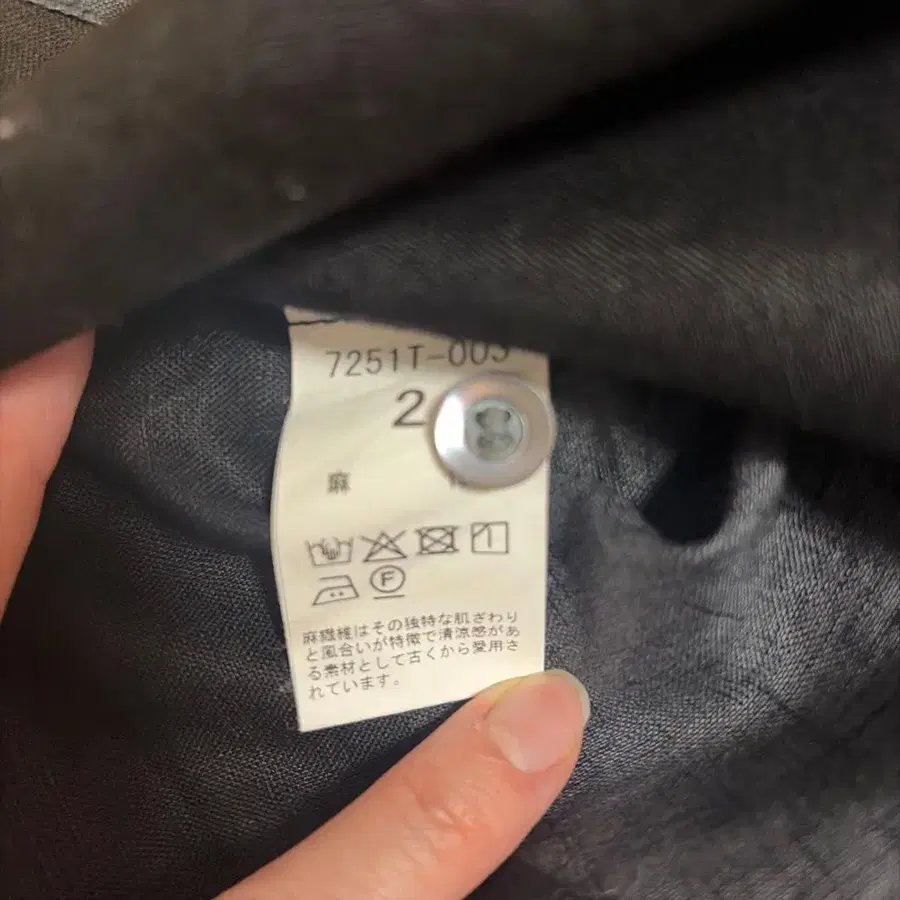 7251T-003
2
麻
F
麻繊維はその独特な肌ざわり
と風合いが特徴で清涼感があ
る素材として古くから愛用さ
れています。